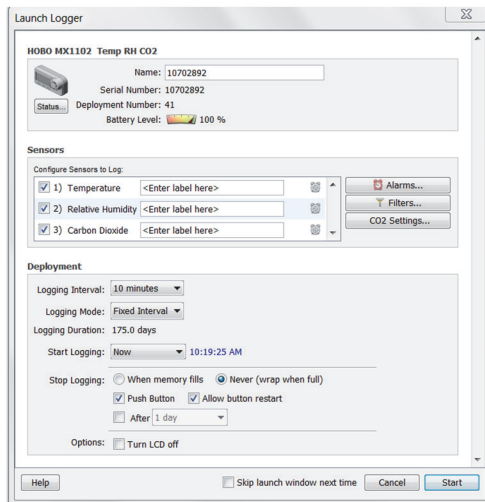 Launch Logger
HOBO MX1102 Temp RH CO2
Name: 10702892
Serial Number: 10702892
Status... Deployment Number: 41
Battery Level: 100 %
Sensors
Configure Sensors to Log:
1) Temperature <Enter label here> Alarms...
2) Relative Humidity <Enter label here> Filters...
3) Carbon Dioxide <Enter label here> CO2 Settings...
Deployment
Logging Interval: 10 minutes
Logging Mode: Fixed Interval
Logging Duration: 175.0 days
Start Logging: Now 10:19:25 AM
Stop Logging: When memory fills Never (wrap when full)
Push Button Allow button restart
After 1 day
Options: Turn LCD off
Help Skip launch window next time Cancel Start